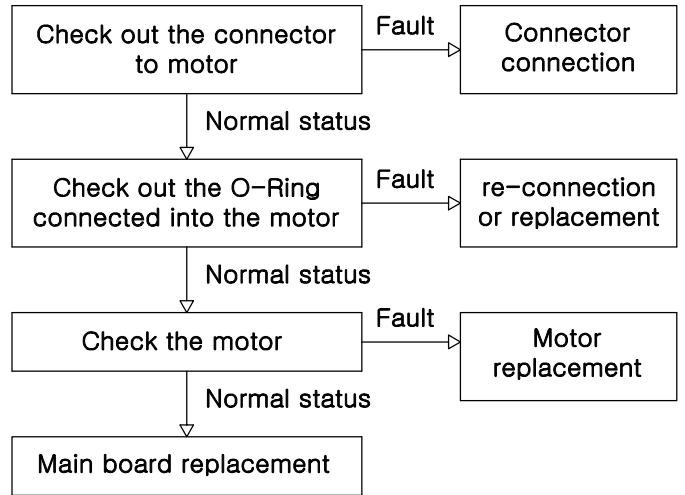 Check out the connector
to motor
Fault
Connector
connection
Normal status
Check out the O-Ring
connected into the motor
Fault
re-connection
or replacement
Normal status
Check the motor
Fault
Motor
replacement
Normal status
Main board replacement